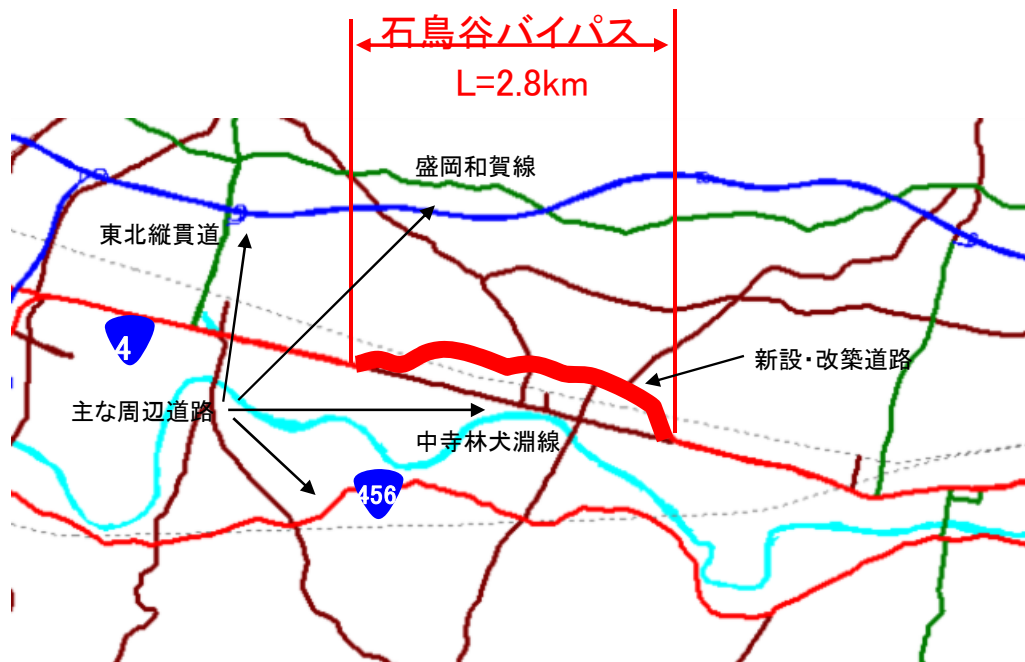 石鳥谷バイパス
L=2.8km
盛岡和賀線
東北縦貫道
4
新設・改築道路
主な周辺道路
中寺林犬淵線
456